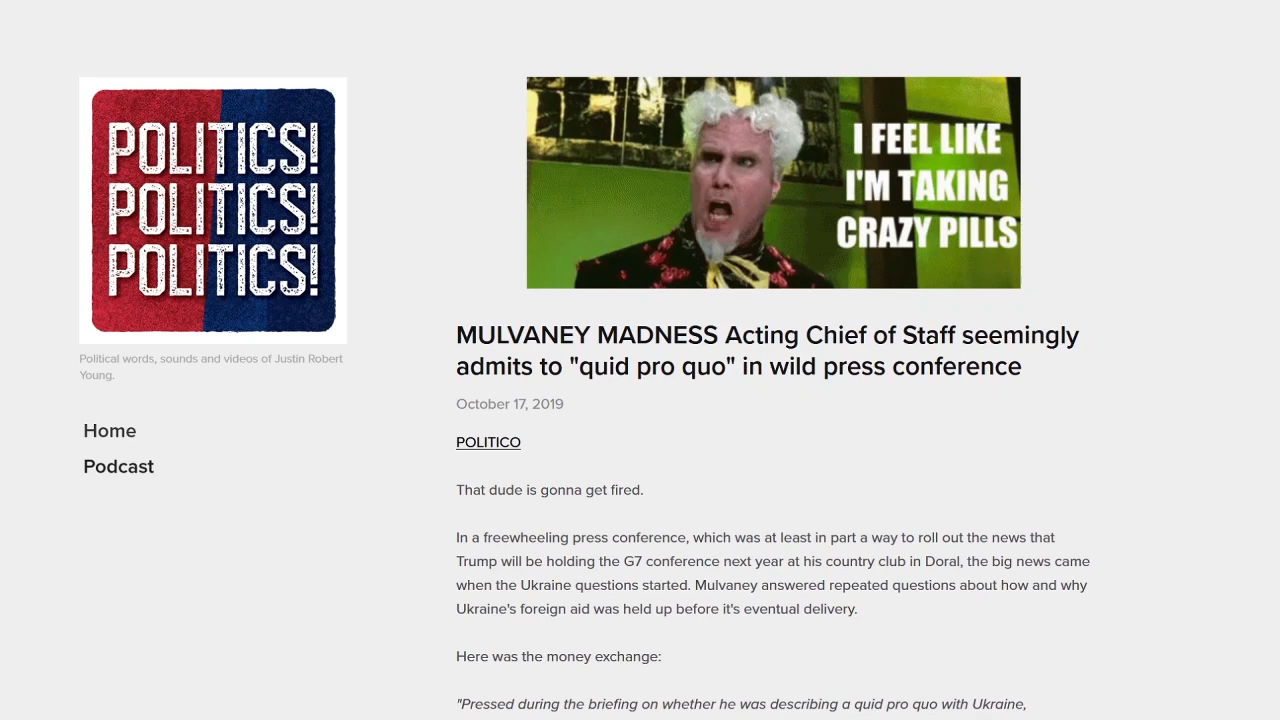 POLITICS!
POLITICS!
POLITICS!
Political words, sounds and videos of Justin Robert
Young.
Home
Podcast
I FEEL LIKE
I'M TAKING
CRAZY PILLS
MULVANEY MADNESS Acting Chief of Staff seemingly
admits to "quid pro quo" in wild press conference
October 17, 2019
POLITICO
That dude is gonna get fired.
In a freewheeling press conference, which was at least in part a way to roll out the news that
Trump will be holding the G7 conference next year at his country club in Doral, the big news came
when the Ukraine questions started. Mulvaney answered repeated questions about how and why
Ukraine's foreign aid was held up before it's eventual delivery.
Here was the money exchange:
"Pressed during the briefing on whether he was describing a quid pro quo with Ukraine,